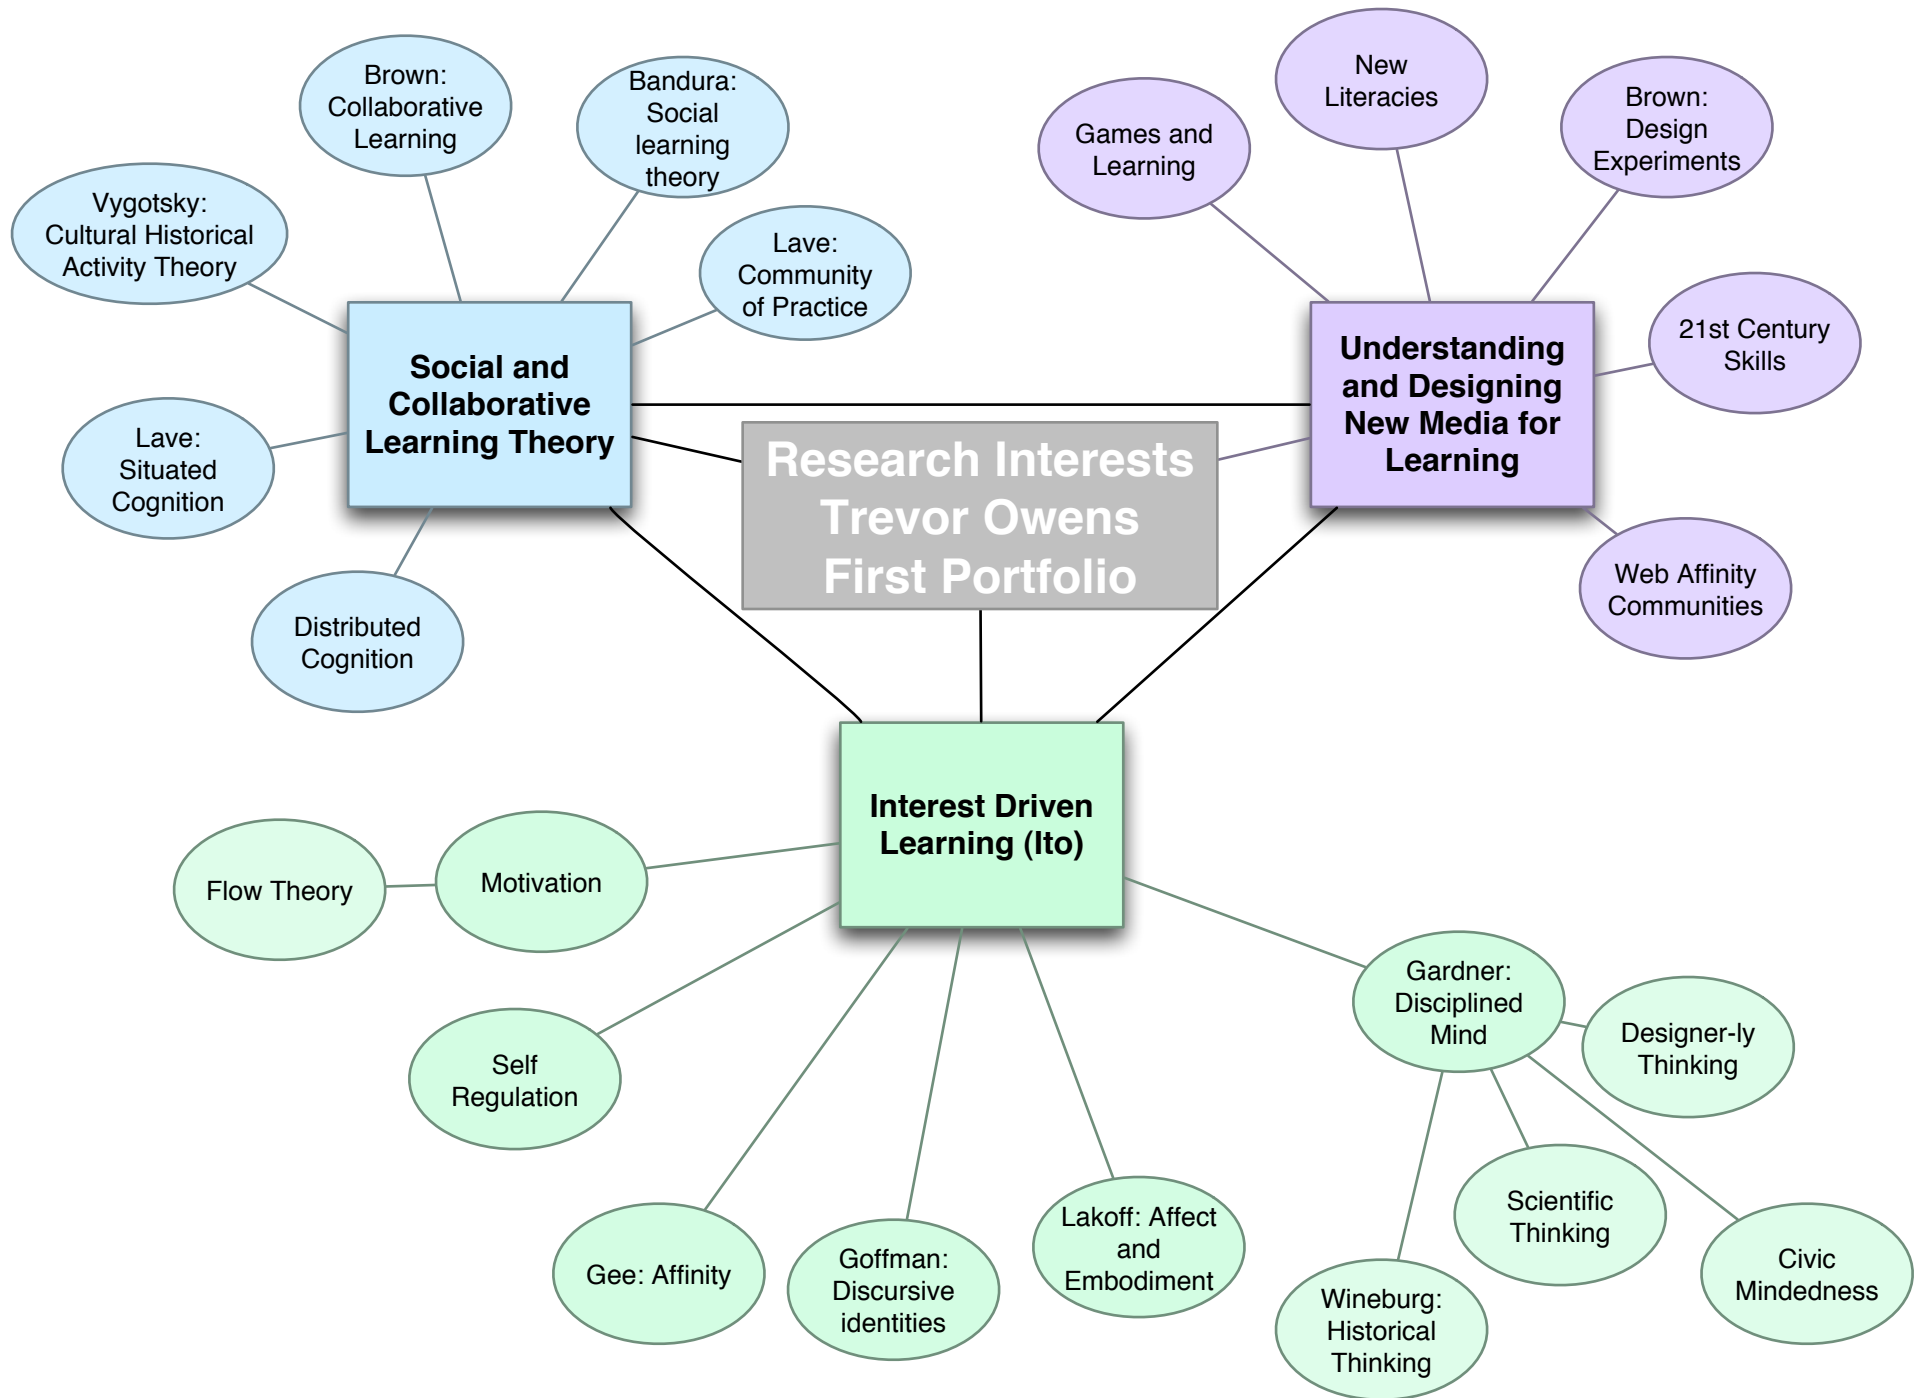 Brown:
Collaborative
Learning
Bandura:
Social
learning
theory
Vygotsky:
Cultural Historical
Activity Theory
Lave:
Community
of Practice
Social and
Collaborative
Learning Theory
Lave:
Situated
Cognition
Distributed
Cognition
New
Literacies
Games and
Learning
Brown:
Design
Experiments
21st Century
Skills
Understanding
and Designing
New Media for
Learning
Web Affinity
Communities
Research Interests
Trevor Owens
First Portfolio
Interest Driven
Learning (Ito)
Flow Theory
Motivation
Self
Regulation
Gee: Affinity
Goffman:
Discursive
identities
Lakoff: Affect
and
Embodiment
Gardner:
Disciplined
Mind
Designer-ly
Thinking
Scientific
Thinking
Civic
Mindedness
Wineburg:
Historical
Thinking